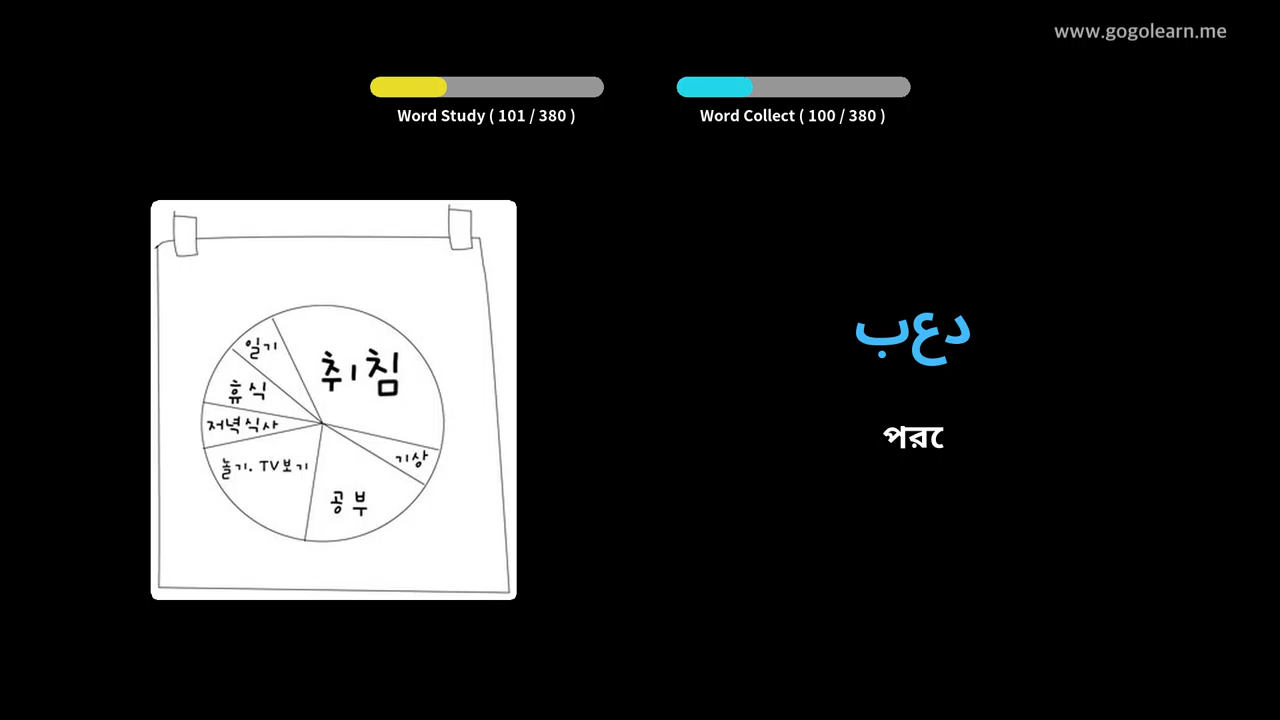 www.gogolearn.me
Word Study ( 101 / 380 )
Word Collect ( 100 / 380 )
일기
취침
휴식
저녁식사
기상
놀기. TV보기
공부
دعب
পরে